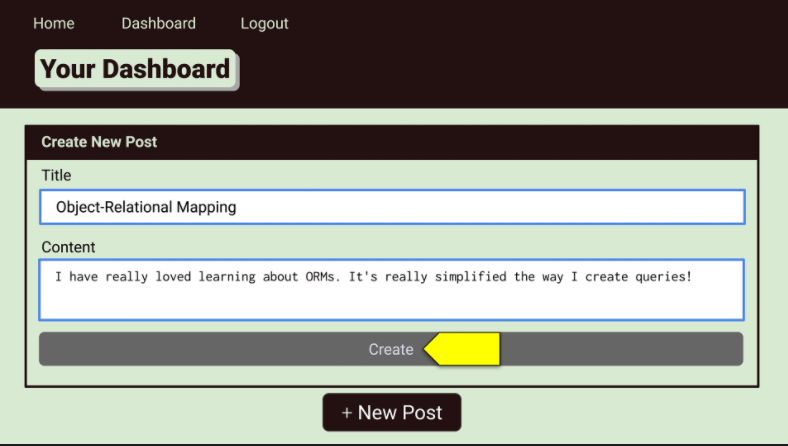 Home Dashboard Logout
Your Dashboard
Create New Post
Title
Object-Relational Mapping
Content
I have really loved learning about ORMs. It's really simplified the way I create queries!
Create
+ New Post